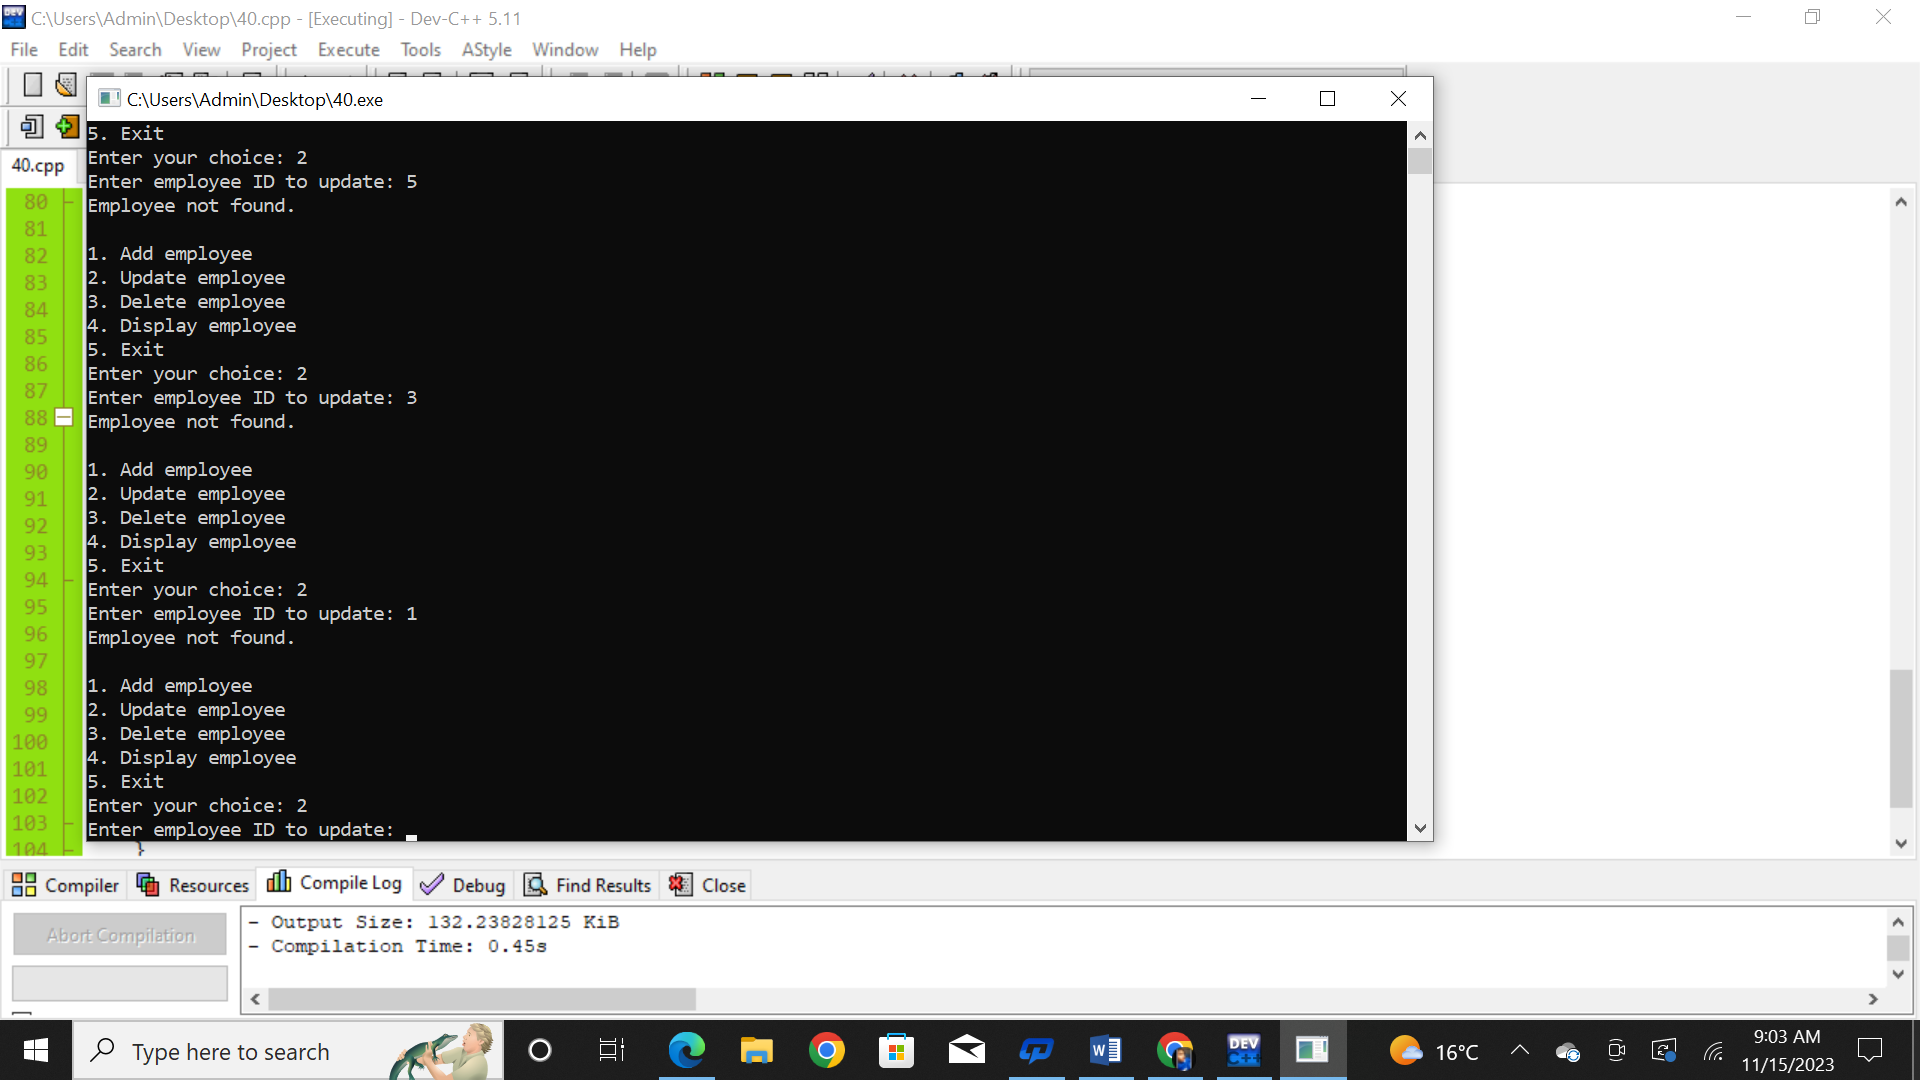 C:\Users\Admin\Desktop\40.cpp - [Executing] - Dev-C++ 5.11
File Edit Search View Project Execute Tools AStyle Window Help
C:\Users\Admin\Desktop\40.exe
40.cpp
5. Exit
Enter your choice: 2
Enter employee ID to update: 5
Employee not found.
1. Add employee
2. Update employee
3. Delete employee
4. Display employee
5. Exit
Enter your choice: 2
Enter employee ID to update: 3
Employee not found.
1. Add employee
2. Update employee
3. Delete employee
4. Display employee
5. Exit
Enter your choice: 2
Enter employee ID to update: 1
Employee not found.
1. Add employee
2. Update employee
3. Delete employee
4. Display employee
5. Exit
Enter your choice: 2
Enter employee ID to update:
80
81
82
83
84
85
86
87
88
89
90
91
92
93
94
95
96
97
98
99
100
101
102
103
104 }
Compiler Resources Compile Log Debug Find Results Close
Abort Compilation
- Output Size: 132.23828125 KiB
- Compilation Time: 0.45s
Type here to search
DEV C++
16°C
9:03 AM
11/15/2023